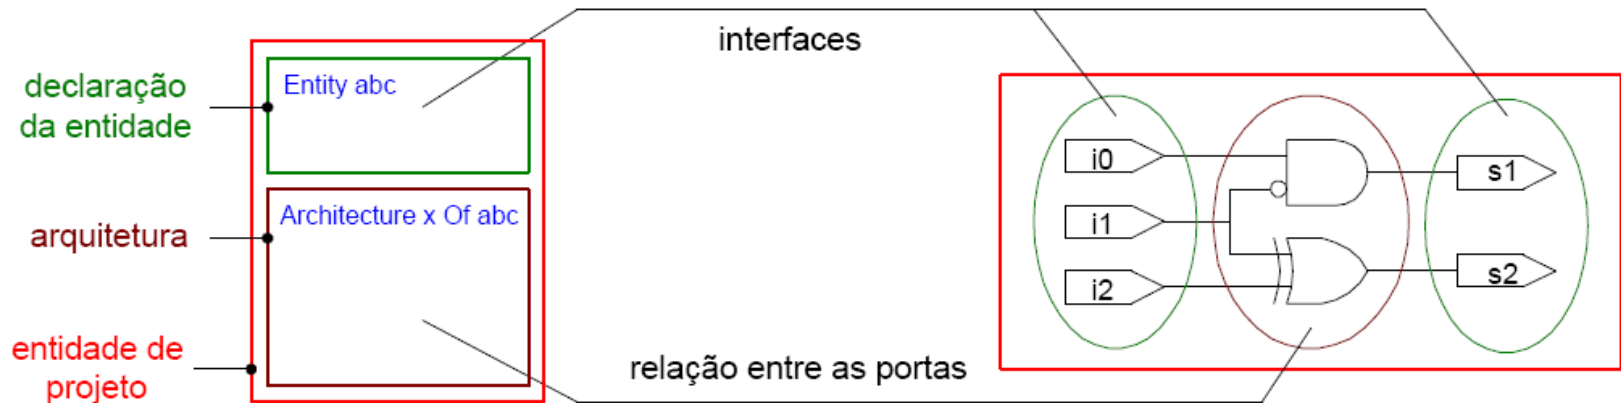 interfaces
declaração
da entidade
Entity abc
arquitetura
Architecture x Of abc
entidade de
projeto
relação entre as portas
i0
i1
i2
s1
s2